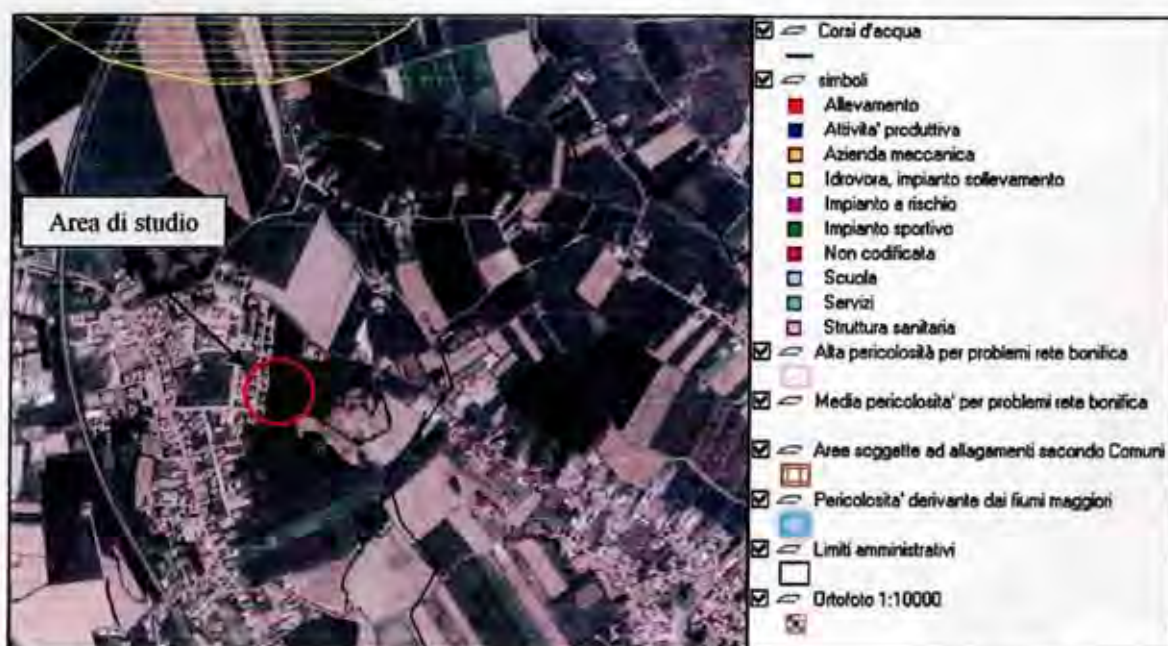 Area di studio
Corsi d'acqua
simboli
Allevamento
Attivita' produttiva
Azienda meccanica
Idrovora, impianto sollevamento
Impianto a rischio
Impianto sportivo
Non codificata
Scuola
Servizi
Struttura sanitaria
Alta pericolosità per problemi rete bonifica
Media pericolosita' per problemi rete bonifica
Aree soggette ad allagamenti secondo Comuni
Pericolosita' derivante dai fiumi maggiori
Limiti amministrativi
Ortofoto 1:10000